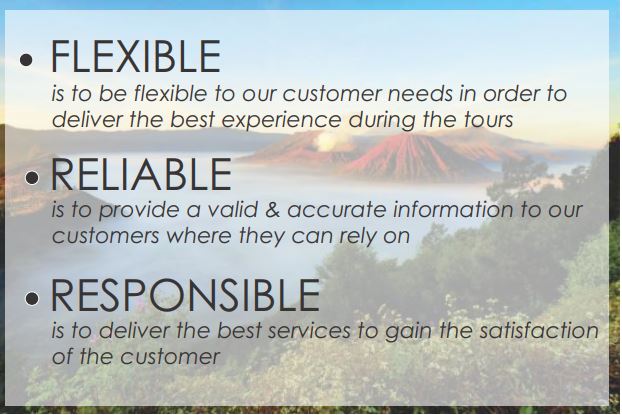 • FLEXIBLE
is to be flexible to our customer needs in order to
deliver the best experience during the tours
• RELIABLE
is to provide a valid & accurate information to our
customers where they can rely on
• RESPONSIBLE
is to deliver the best services to gain the satisfaction
of the customer